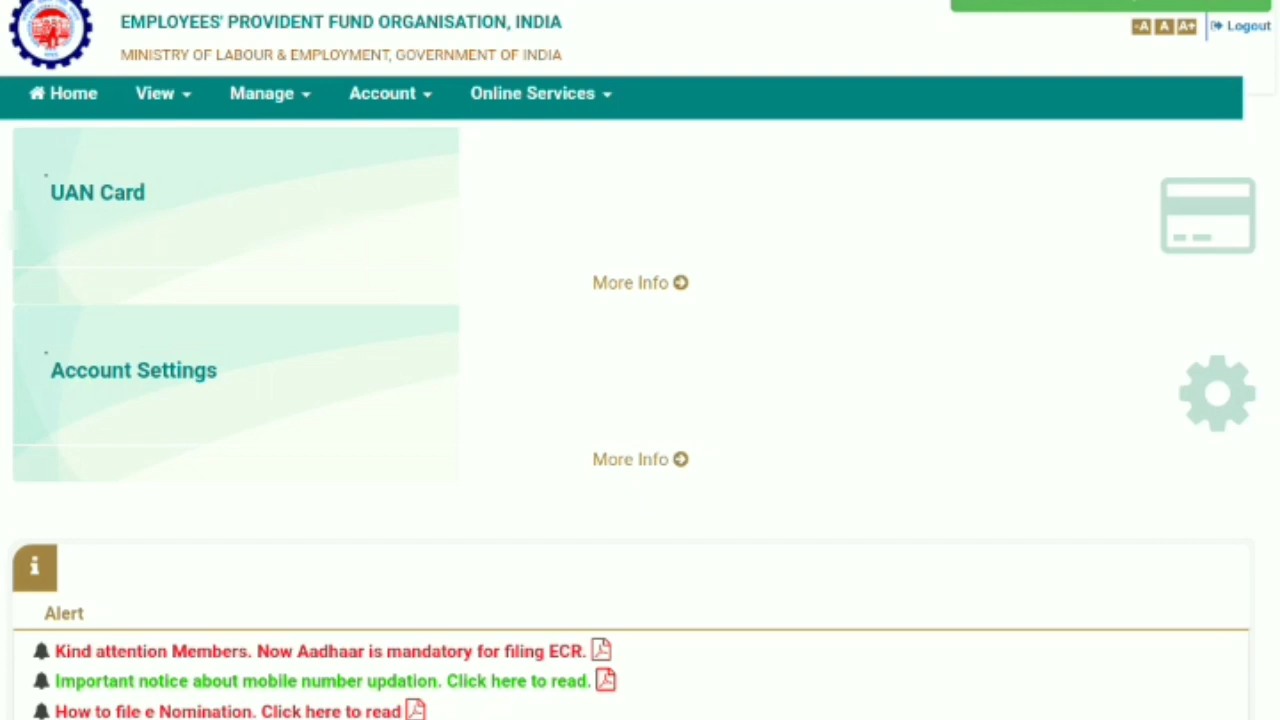 EMPLOYEES' PROVIDENT FUND ORGANISATION, INDIA
MINISTRY OF LABOUR & EMPLOYMENT, GOVERNMENT OF INDIA
-A A A+ Logout
Home View Manage Account Online Services
UAN Card
More Info
Account Settings
More Info
i
Alert
Kind attention Members. Now Aadhaar is mandatory for filing ECR.
Important notice about mobile number updation. Click here to read.
How to file e Nomination. Click here to read